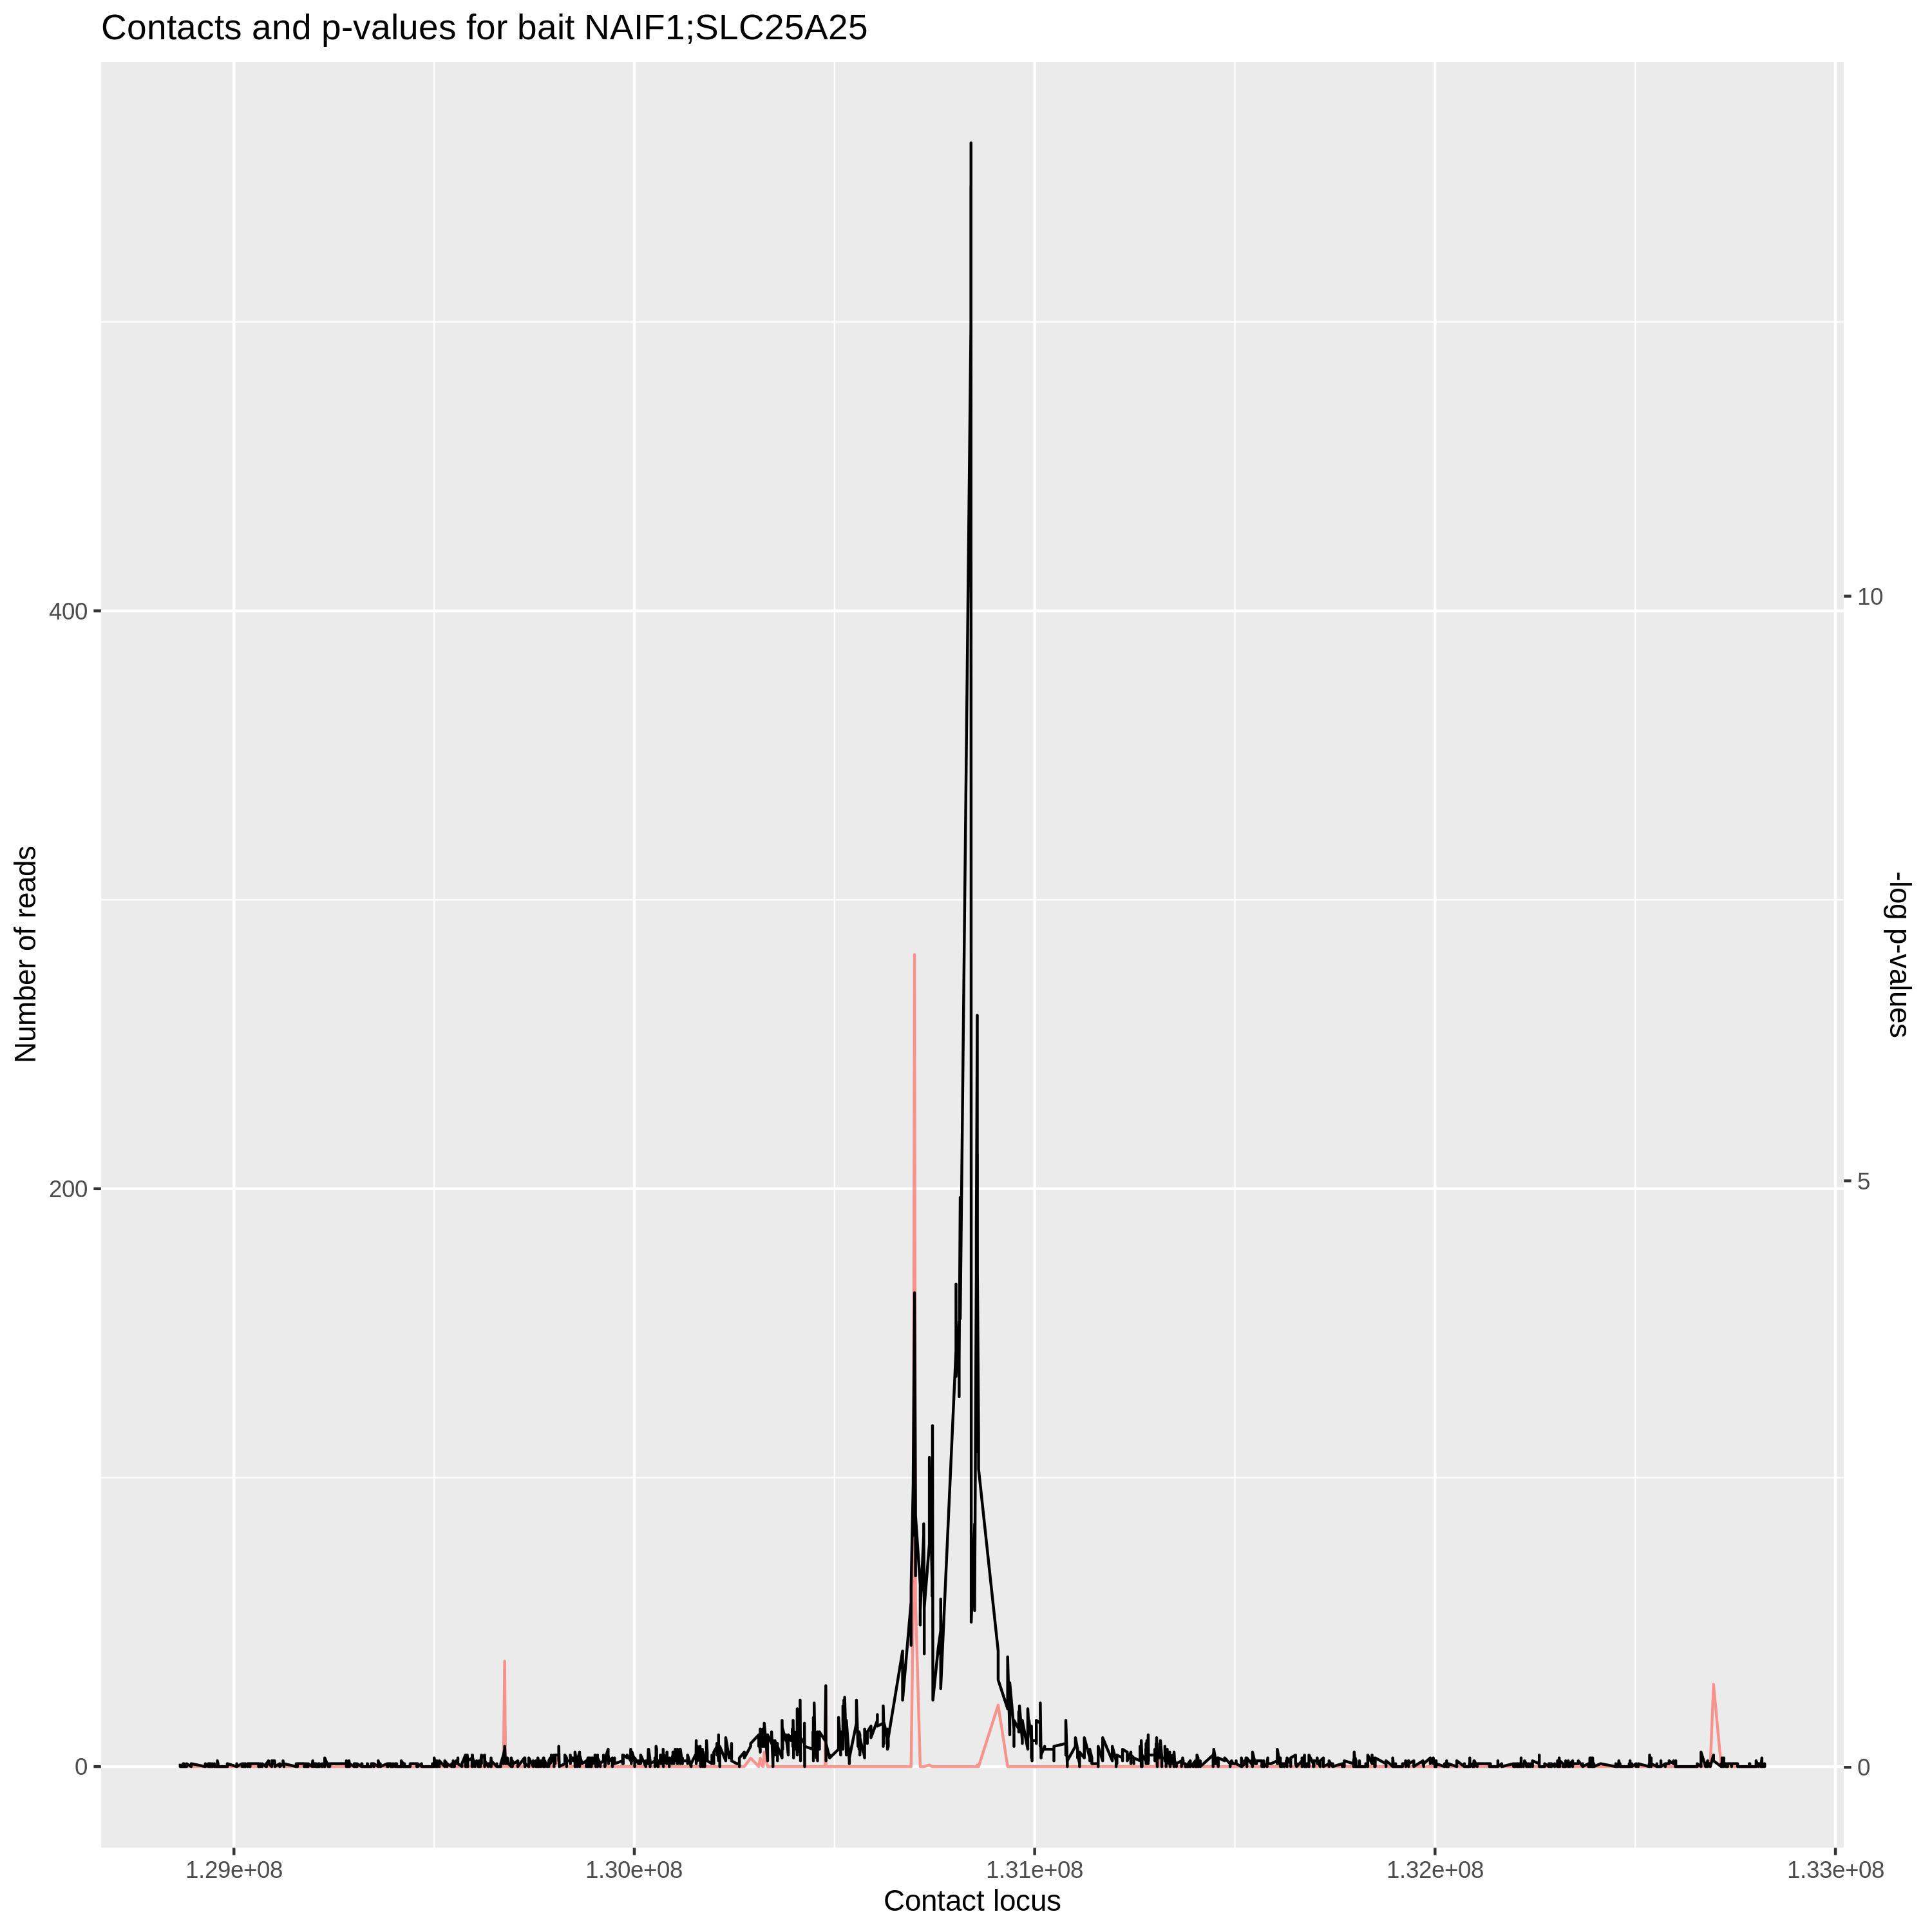 Contacts and p-values for bait NAIF1;SLC25A25
Number of reads
400
200
0
10
5
0
-log p-values
1.29e+08
1.30e+08
1.31e+08
1.32e+08
1.33e+08
Contact locus